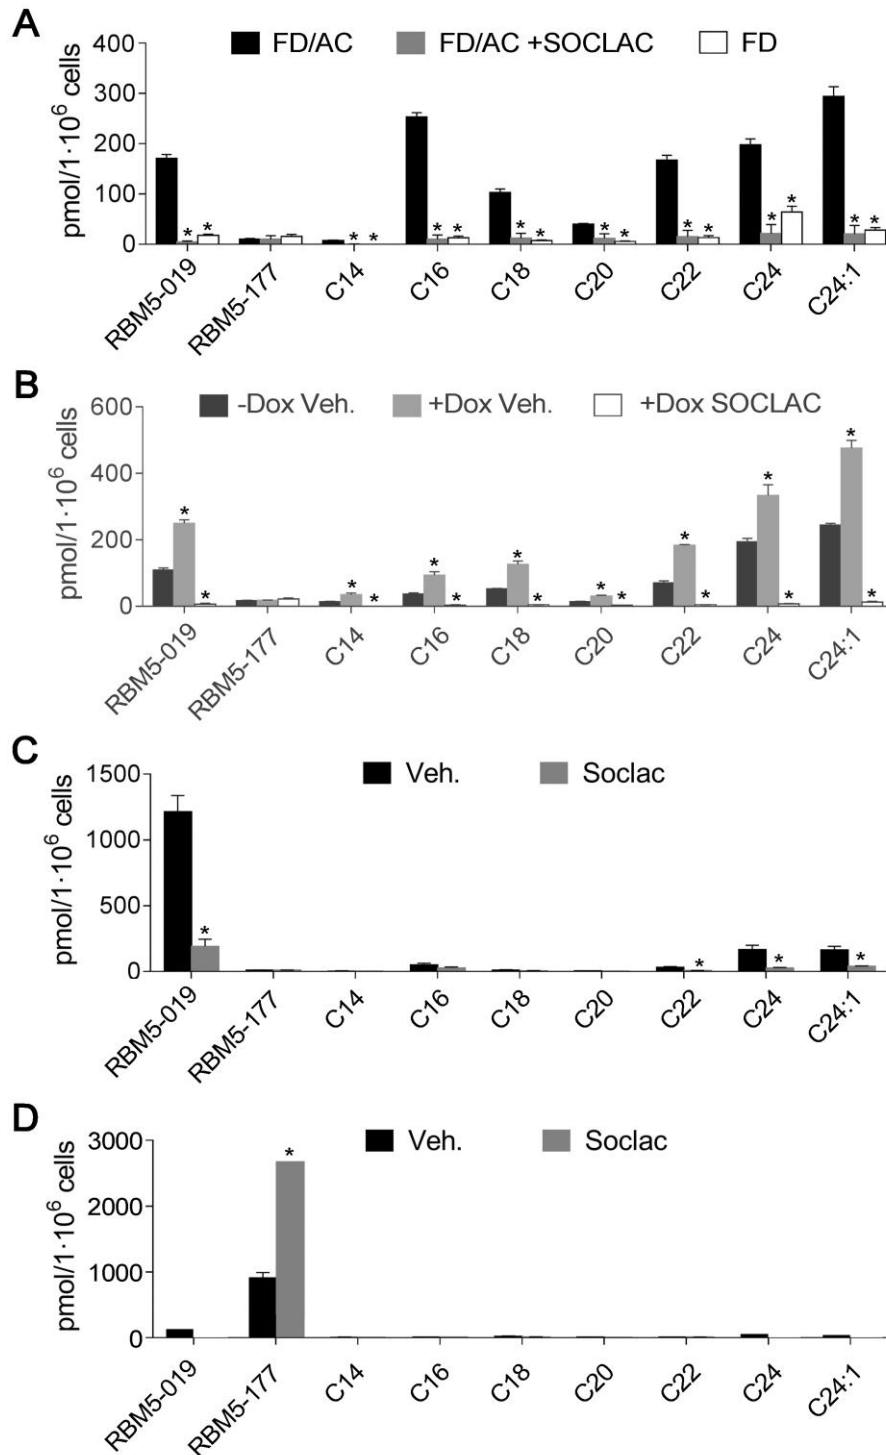 A
FD/AC FD/AC +SOCLAC FD
pmol/1·10⁶ cells
400
300
200
100
0
* * * * * * * * * * * * * * * *
RBM5-019 RBM5-177 C14 C16 C18 C20 C22 C24 C24:1
B
-Dox Veh. +Dox Veh. +Dox SOCLAC
pmol/1·10⁶ cells
600
400
200
0
* * * * * * * * * * * * * * * *
RBM5-019 RBM5-177 C14 C16 C18 C20 C22 C24 C24:1
C
Veh. Soclac
pmol/1·10⁶ cells
1500
1000
500
0
* * * *
RBM5-019 RBM5-177 C14 C16 C18 C20 C22 C24 C24:1
D
Veh. Soclac
pmol/1·10⁶ cells
3000
2000
1000
0
*
RBM5-019 RBM5-177 C14 C16 C18 C20 C22 C24 C24:1